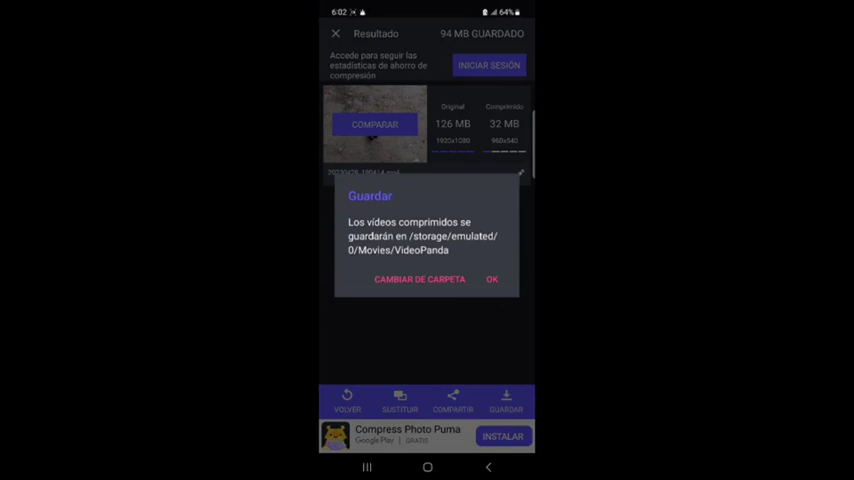 6:02
64%
Resultado
94 MB GUARDADO
Accede para seguir las
estadísticas de ahorro de
compresión
INICIAR SESIÓN
COMPARAR
Original
Comprimido
126 MB
32 MB
1920x1080
960x540
Guardar
Los vídeos comprimidos se
guardarán en /storage/emulated/
0/Movies/VideoPanda
CAMBIAR DE CARPETA
OK
VOLVER
SUSTITUIR
COMPARTIR
GUARDAR
Compress Photo Puma
Google Play | GRATIS
INSTALAR